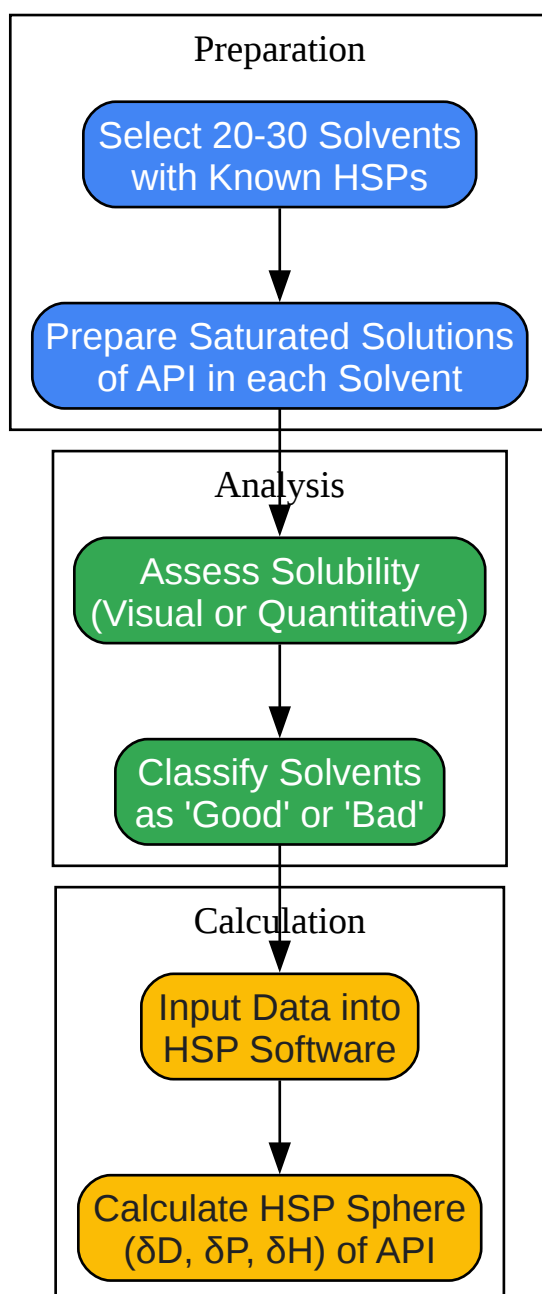 Preparation
Select 20-30 Solvents
with Known HSPs
Prepare Saturated Solutions
of API in each Solvent
Analysis
Assess Solubility
(Visual or Quantitative)
Classify Solvents
as 'Good' or 'Bad'
Calculation
Input Data into
HSP Software
Calculate HSP Sphere
(δD, δP, δH) of API